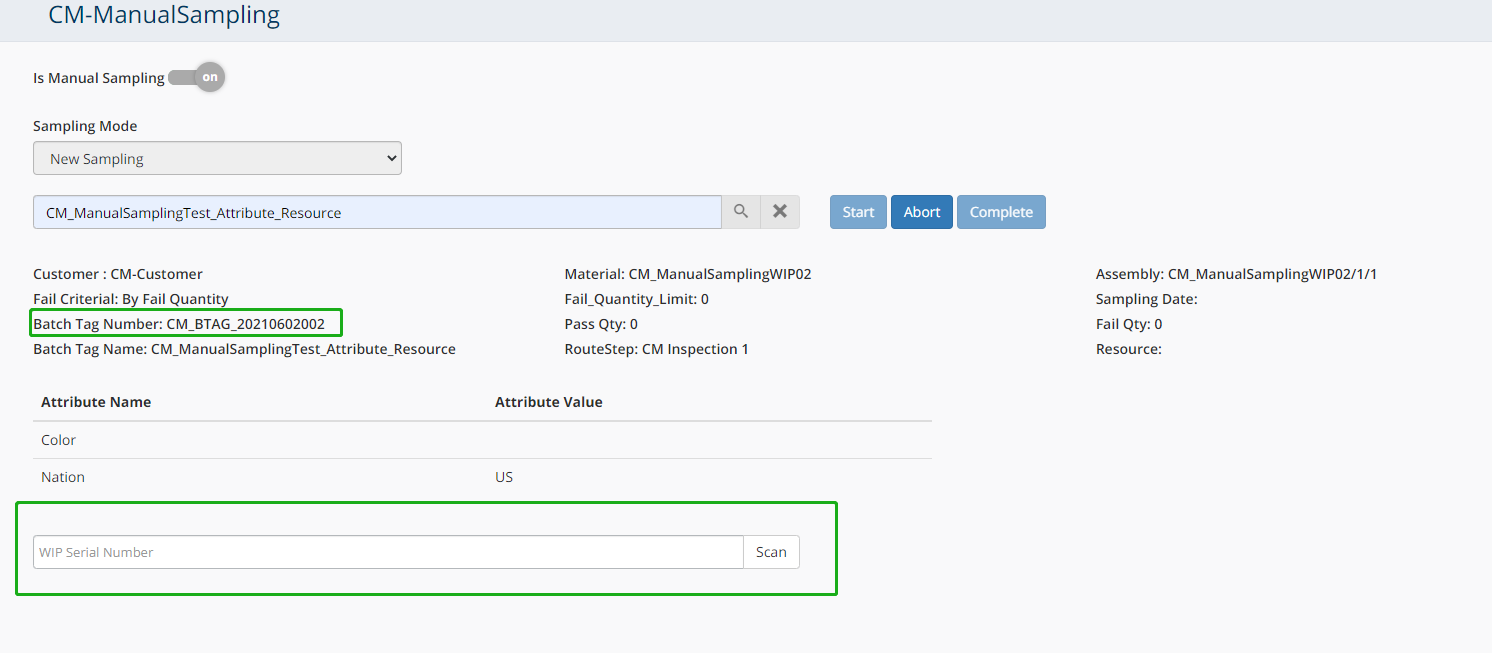 CM-ManualSampling
Is Manual Sampling on
Sampling Mode
New Sampling
CM_ManualSamplingTest_Attribute_Resource Start Abort Complete
Customer : CM-Customer Material: CM_ManualSamplingWIP02 Assembly: CM_ManualSamplingWIP02/1/1
Fail Criterial: By Fail Quantity Fail_Quantity_Limit: 0 Sampling Date:
Batch Tag Number: CM_BTAG_20210602002 Pass Qty: 0 Fail Qty: 0
Batch Tag Name: CM_ManualSamplingTest_Attribute_Resource RouteStep: CM Inspection 1 Resource:
Attribute Name Attribute Value
Color
Nation US
WIP Serial Number Scan